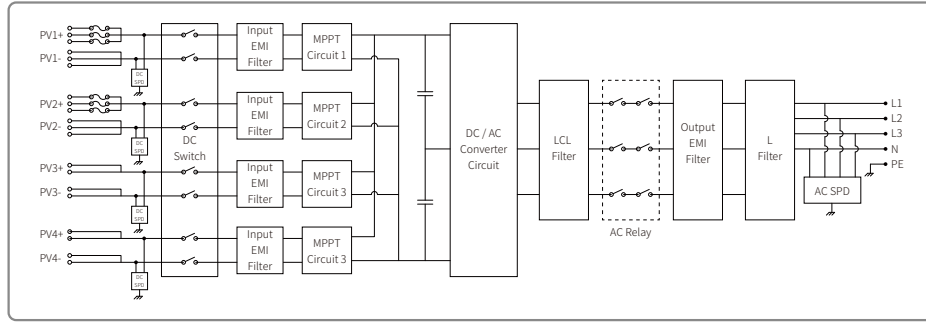 PV1+
PV1-
DC
SPD
PV2+
PV2-
DC
SPD
PV3+
PV3-
DC
SPD
PV4+
PV4-
DC
SPD
DC
Switch
Input
EMI
Filter
MPPT
Circuit 1
Input
EMI
Filter
MPPT
Circuit 2
Input
EMI
Filter
MPPT
Circuit 3
Input
EMI
Filter
MPPT
Circuit 3
DC / AC
Converter
Circuit
LCL
Filter
AC Relay
Output
EMI
Filter
L
Filter
L1
L2
L3
N
PE
AC SPD